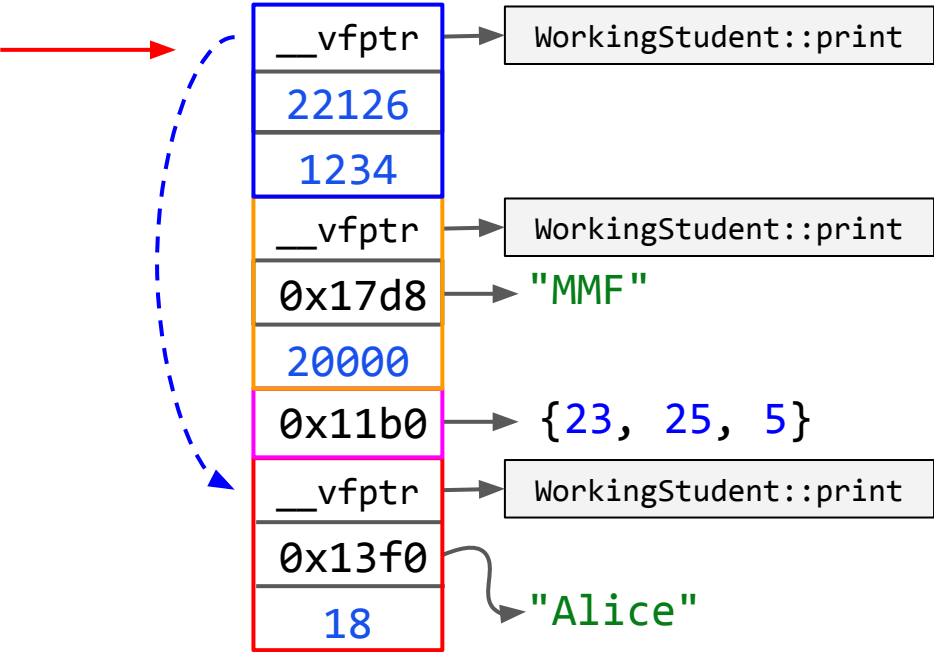 __vfptr WorkingStudent::print
22126
1234
__vfptr WorkingStudent::print
0x17d8 "MMF"
20000
0x11b0 {23, 25, 5}
__vfptr WorkingStudent::print
0x13f0
18 "Alice"